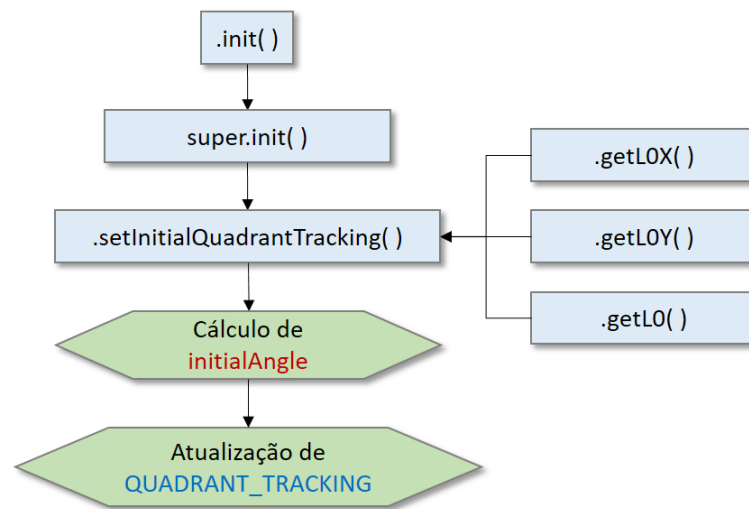 .init( )
super.init( )
.setInitialQuadrantTracking( )
Cálculo de
initialAngle
Atualização de
QUADRANT_TRACKING
.getL0X( )
.getL0Y( )
.getL0( )